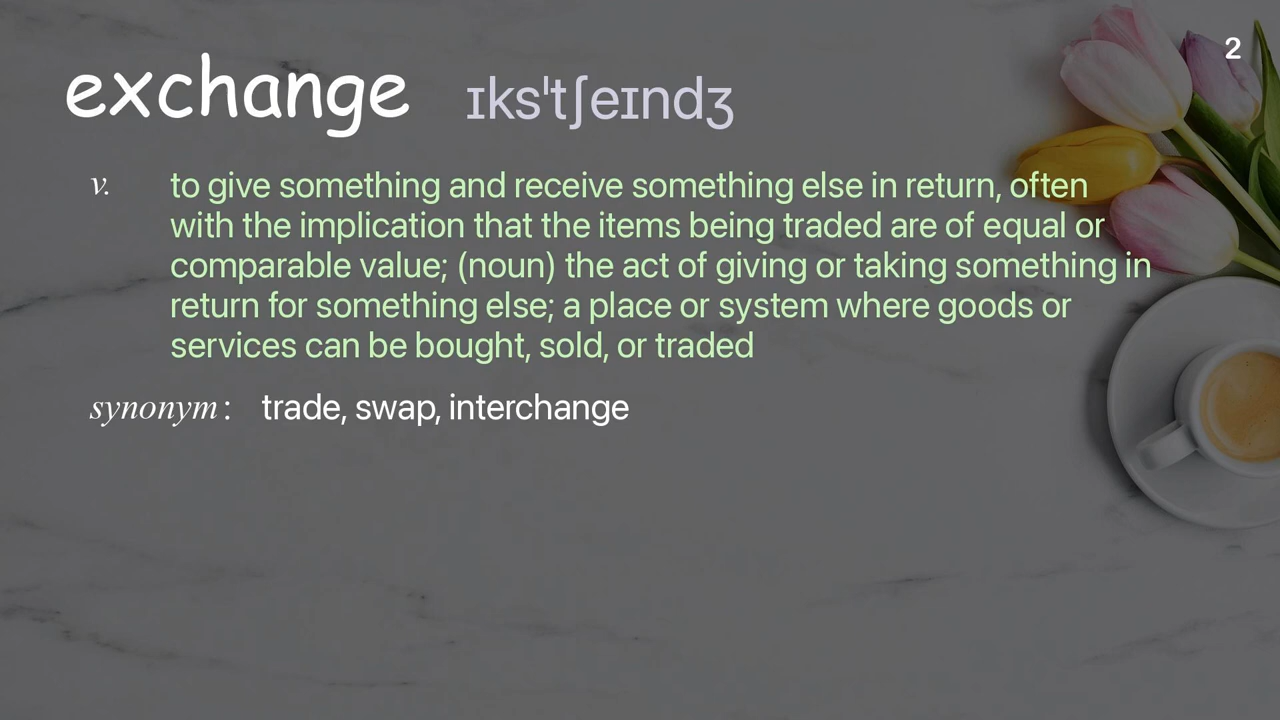 2
exchange ɪksˈtʃeɪndʒ
v. to give something and receive something else in return, often
with the implication that the items being traded are of equal or
comparable value; (noun) the act of giving or taking something in
return for something else; a place or system where goods or
services can be bought, sold, or traded
synonym: trade, swap, interchange